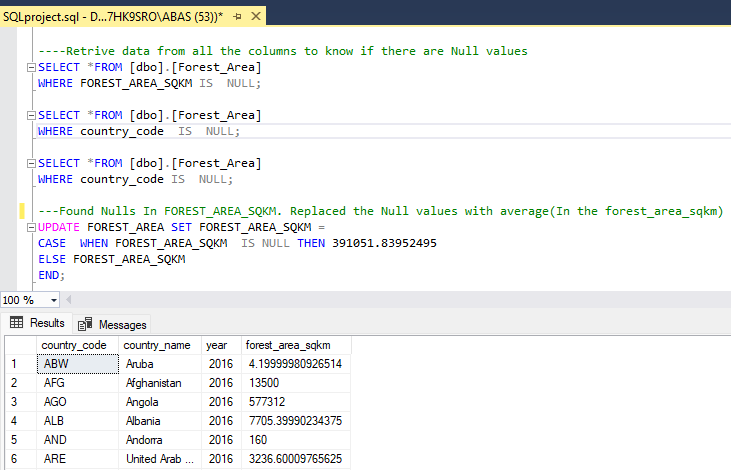 SQLproject.sql - D...7HK9SRO\ABAS (53))*
----Retrive data from all the columns to know if there are Null values
SELECT *FROM [dbo].[Forest_Area]
WHERE FOREST_AREA_SQKM IS  NULL;
SELECT *FROM [dbo].[Forest_Area]
WHERE country_code  IS  NULL;
SELECT *FROM [dbo].[Forest_Area]
WHERE country_code IS  NULL;
---Found Nulls In FOREST_AREA_SQKM. Replaced the Null values with average(In the forest_area_sqkm)
UPDATE FOREST_AREA SET FOREST_AREA_SQKM =
CASE  WHEN FOREST_AREA_SQKM  IS NULL THEN 391051.83952495
ELSE FOREST_AREA_SQKM
END;
100 %
Results Messages
country_code country_name year forest_area_sqkm
1 ABW Aruba 2016 4.19999980926514
2 AFG Afghanistan 2016 13500
3 AGO Angola 2016 577312
4 ALB Albania 2016 7705.39990234375
5 AND Andorra 2016 160
6 ARE United Arab ... 2016 3236.60009765625